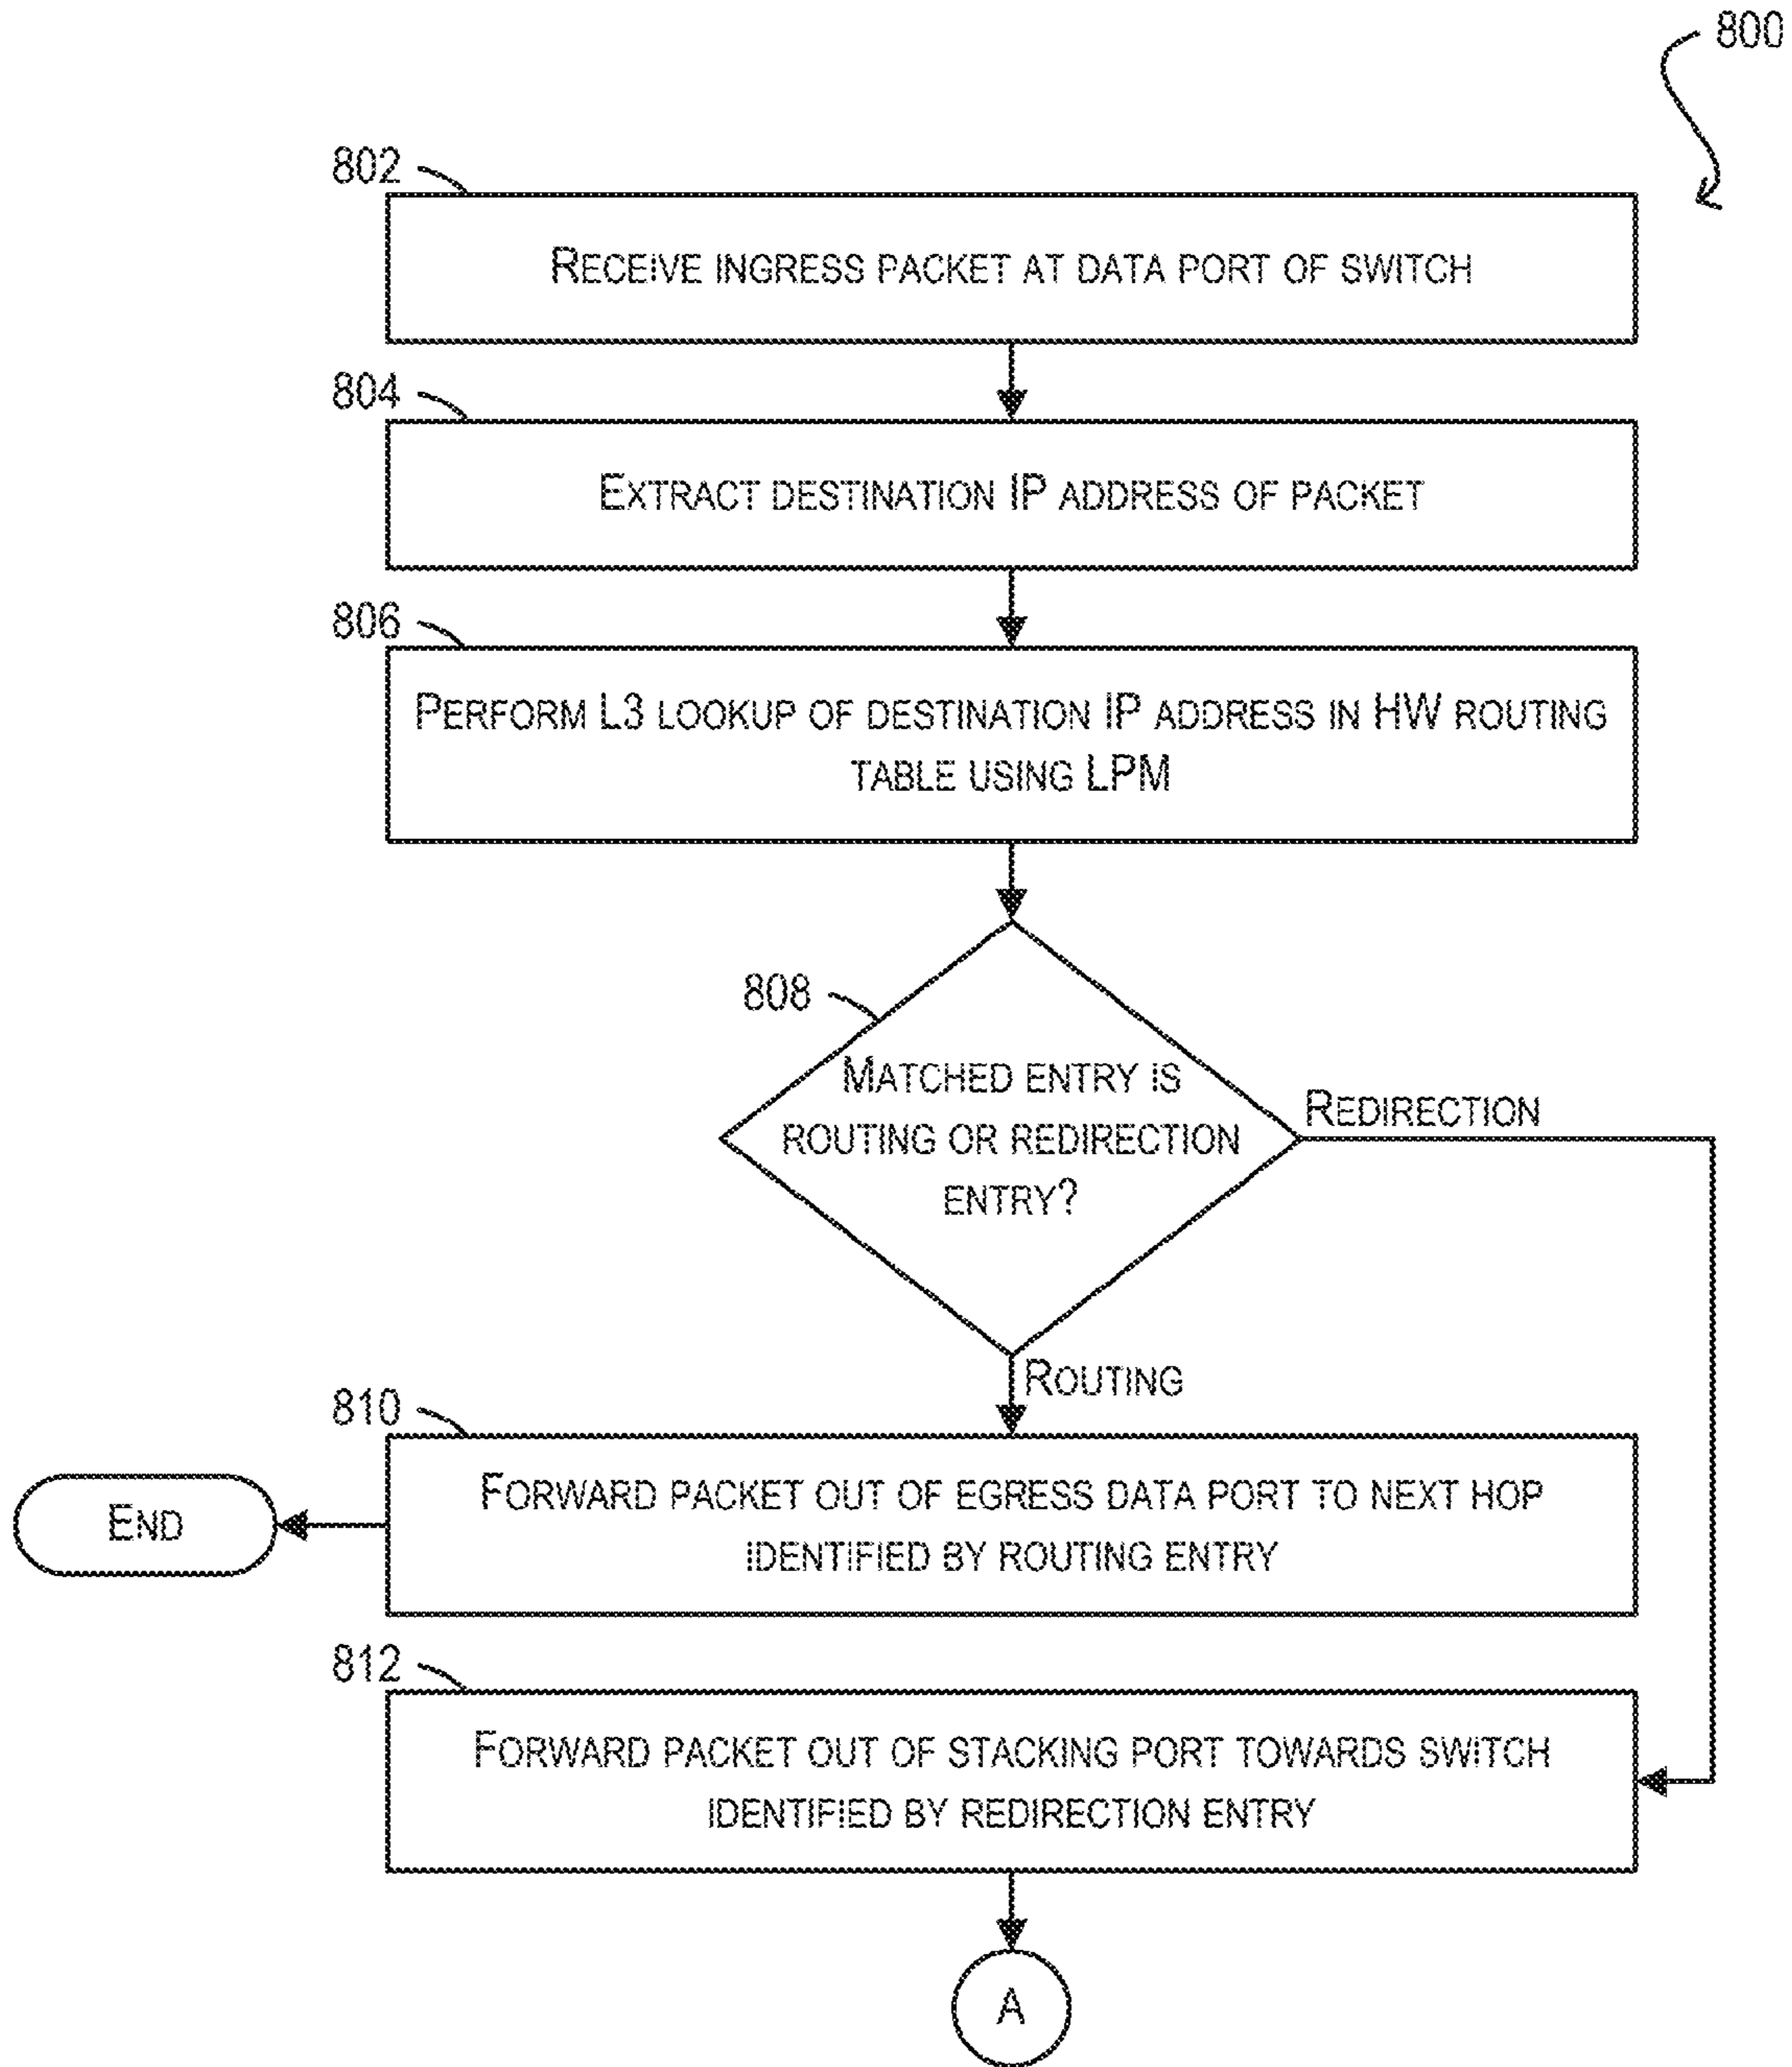 800
802
RECEIVE INGRESS PACKET AT DATA PORT OF SWITCH
804
EXTRACT DESTINATION IP ADDRESS OF PACKET
806
PERFORM L3 LOOKUP OF DESTINATION IP ADDRESS IN HW ROUTING
TABLE USING LPM
808
MATCHED ENTRY IS
ROUTING OR REDIRECTION
ENTRY?
REDIRECTION
ROUTING
810
FORWARD PACKET OUT OF EGRESS DATA PORT TO NEXT HOP
IDENTIFIED BY ROUTING ENTRY
END
812
FORWARD PACKET OUT OF STACKING PORT TOWARDS SWITCH
IDENTIFIED BY REDIRECTION ENTRY
A